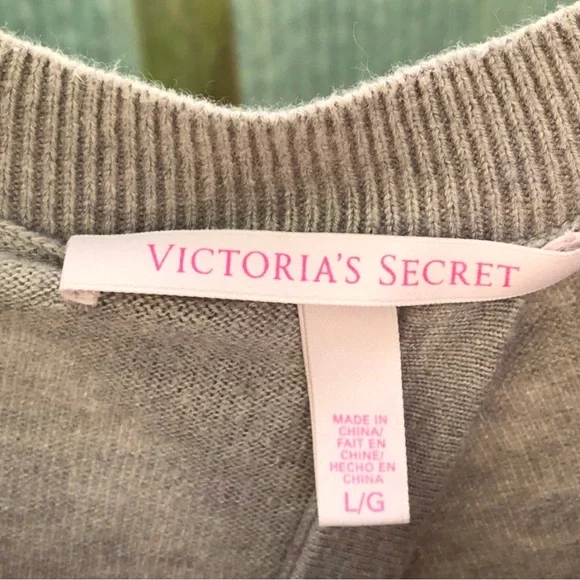 VICTORIA'S SECRET
MADE IN
CHINA/
FAIT EN
CHINE/
HECHO EN
CHINA
L/G